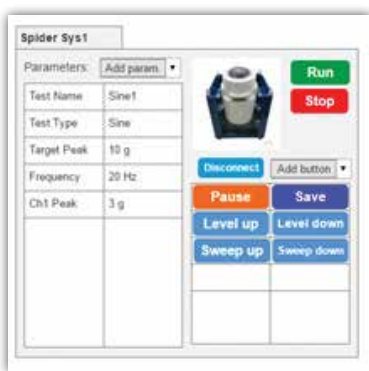 Spider Sys1
Parameters: Add param.
Test Name Sine1
Test Type Sine
Target Peak 10 g
Frequency 20 Hz
Ch1 Peak 3 g
Run
Stop
Disconnect Add button
Pause Save
Level up Level down
Sweep up Sweep down